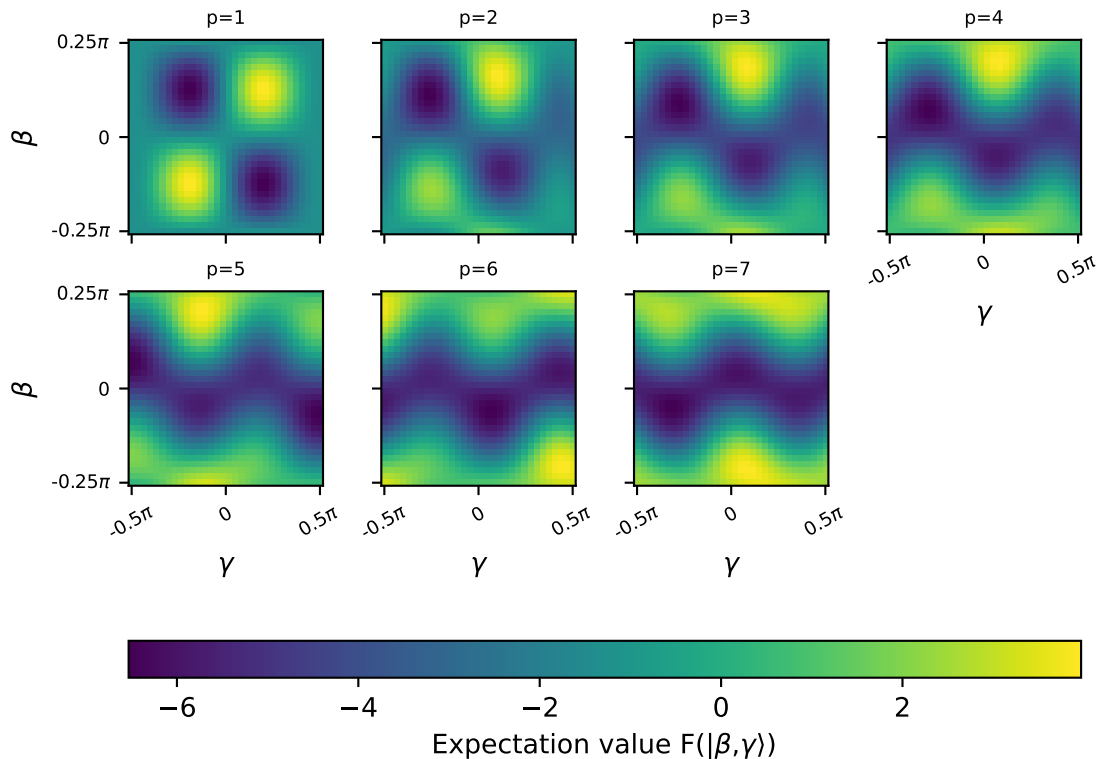 p=1
p=2
p=3
p=4
0.25π
0
-0.25π
β
-0.5π
0
0.5π
γ
p=5
p=6
p=7
0.25π
0
-0.25π
β
-0.5π
0
0.5π
γ
-0.5π
0
0.5π
γ
-0.5π
0
0.5π
γ
−6
−4
−2
0
2
Expectation value F(|β,γ⟩)